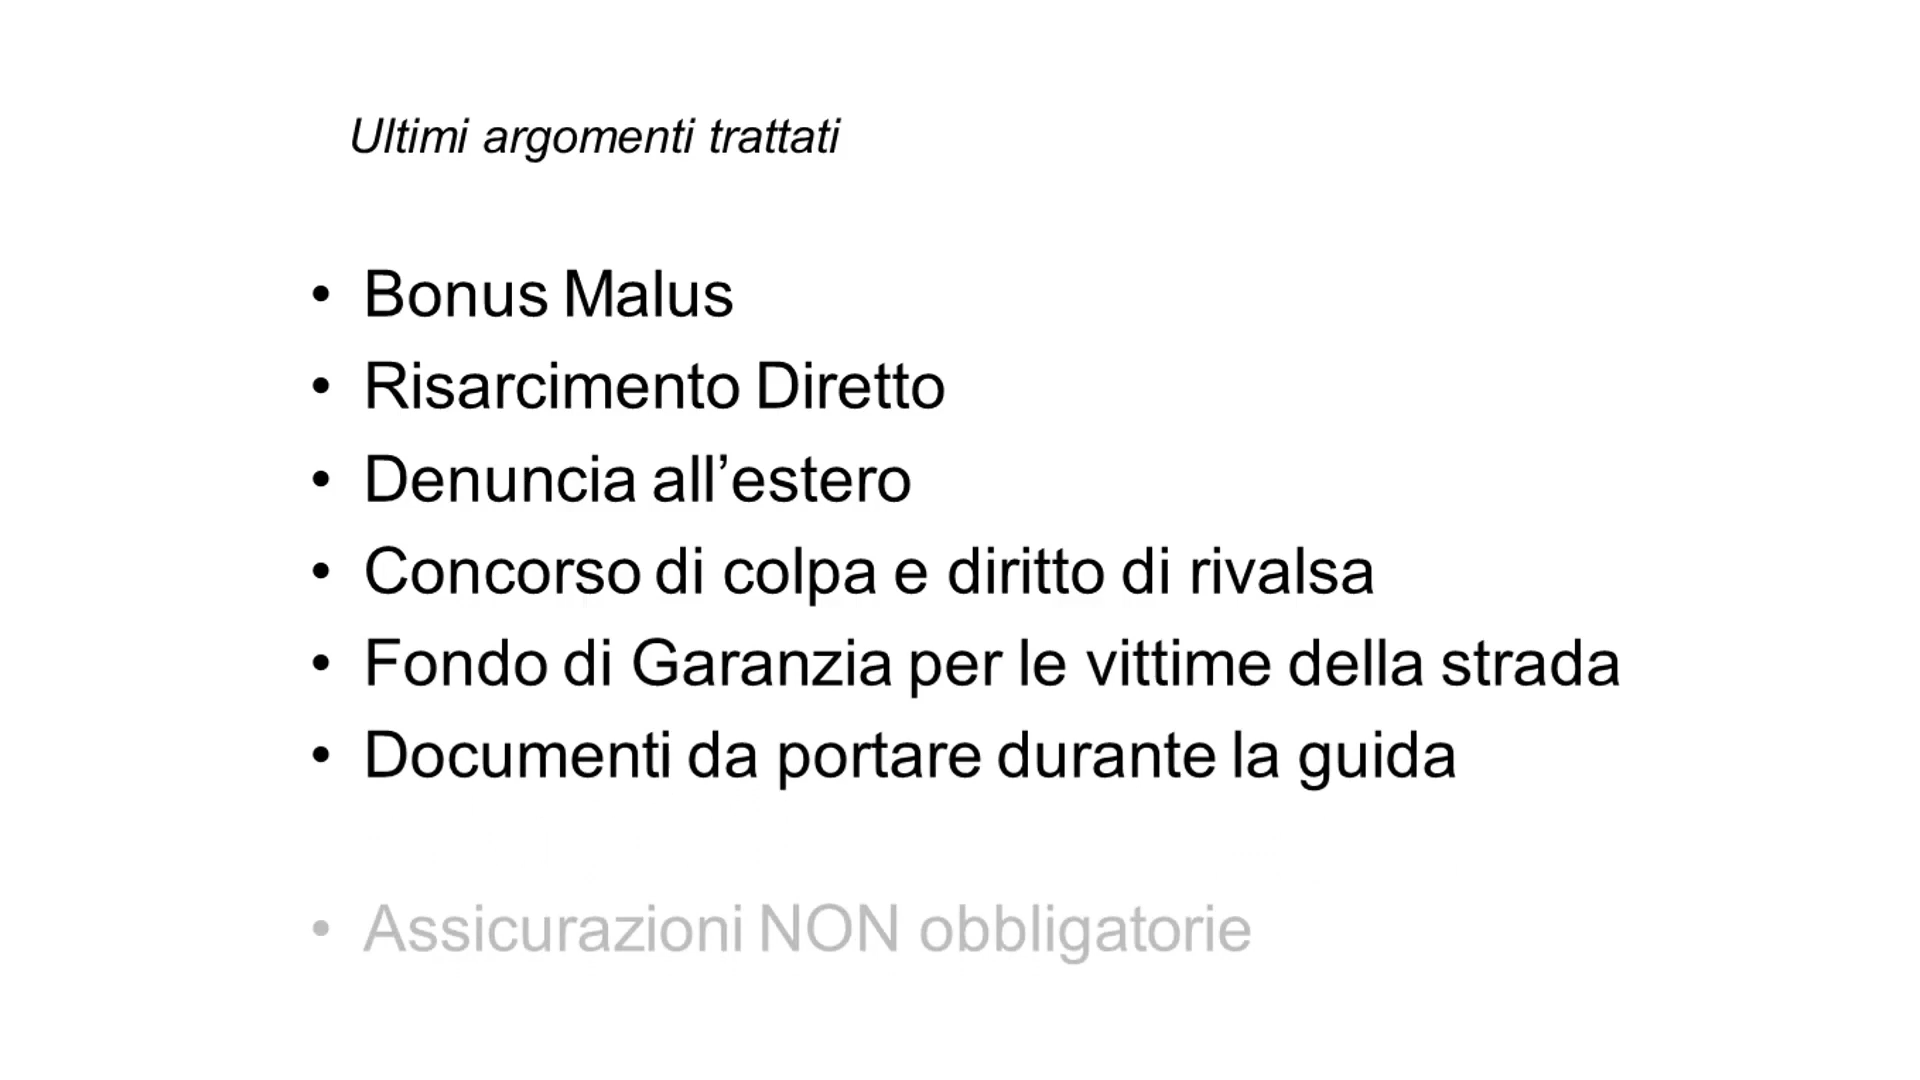 Ultimi argomenti trattati
• Bonus Malus
• Risarcimento Diretto
• Denuncia all’estero
• Concorso di colpa e diritto di rivalsa
• Fondo di Garanzia per le vittime della strada
• Documenti da portare durante la guida
• Assicurazioni NON obbligatorie